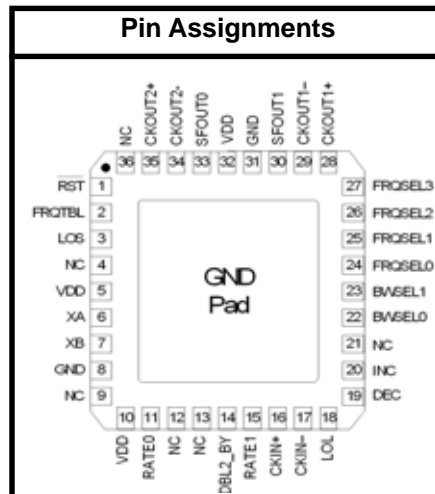 Pin Assignments
NC
CKOUT2+
CKOUT2-
SFOUT0
VDD
GND
SFOUT1
CKOUT1–
CKOUT1+
36 35 34 33 32 31 30 29 28
RST 1
FRQTBL 2
LOS 3
NC 4
VDD 5
XA 6
XB 7
GND 8
NC 9
GND
Pad
27 FRQSEL3
26 FRQSEL2
25 FRQSEL1
24 FRQSEL0
23 BWSEL1
22 BWSEL0
21 NC
20 INC
19 DEC
10 11 12 13 14 15 16 17 18
VDD
RATE0
NC
NC
DBL2_BY
RATE1
CKIN+
CKIN–
LOL